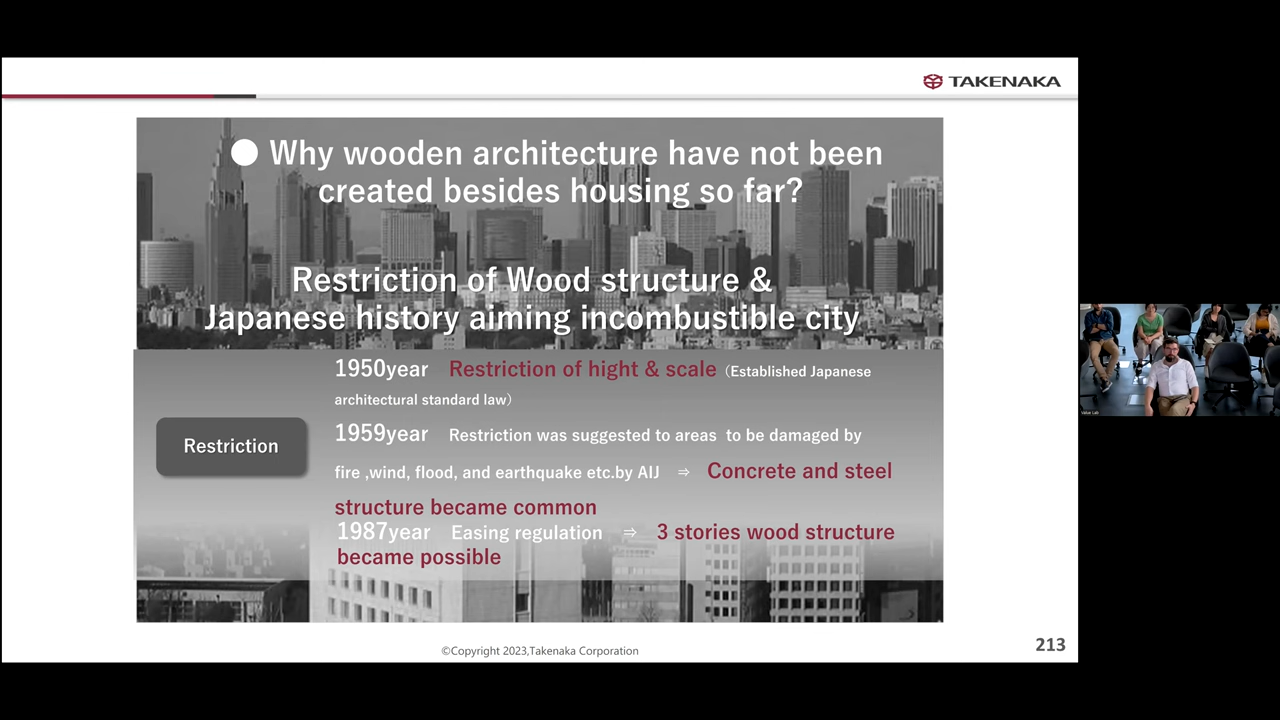 TAKENAKA
● Why wooden architecture have not been
created besides housing so far?
Restriction of Wood structure &
Japanese history aiming incombustible city
Restriction
1950year Restriction of hight & scale（Established Japanese
architectural standard law）
1959year Restriction was suggested to areas to be damaged by
fire ,wind, flood, and earthquake etc.by AIJ ⇒ Concrete and steel
structure became common
1987year Easing regulation ⇒ 3 stories wood structure
became possible
©Copyright 2023,Takenaka Corporation
213
Value Lab